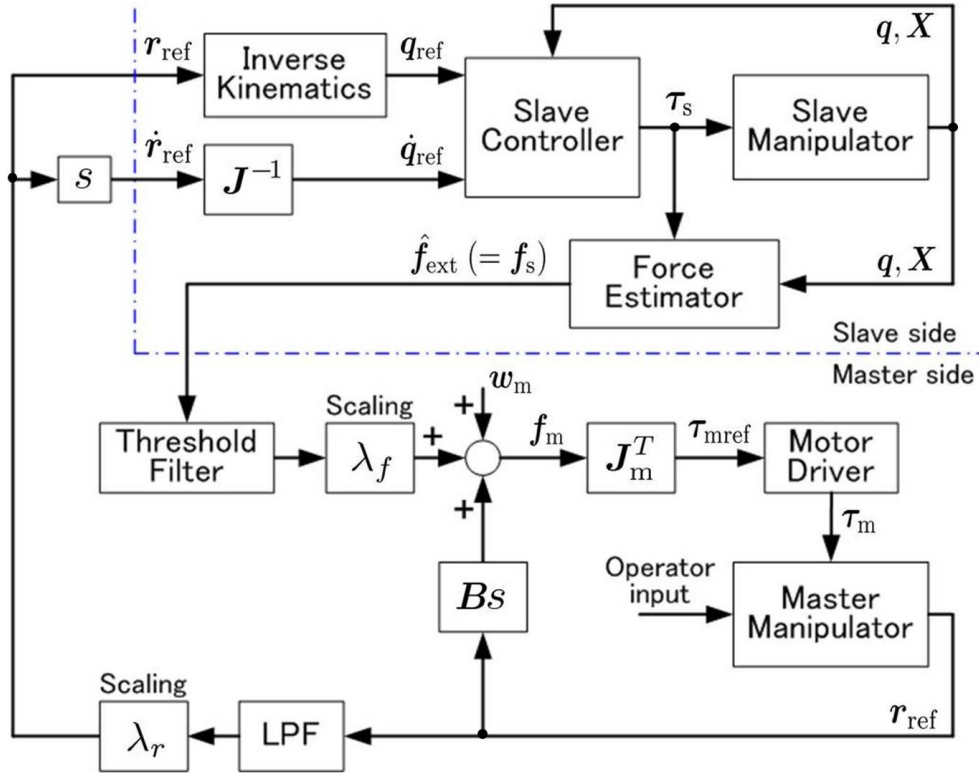 q, X
r_ref
Inverse
Kinematics
q_ref
Slave
Controller
τ_s
Slave
Manipulator
s
ṙ_ref
J⁻¹
q̇_ref
f̂_ext (= f_s)
Force
Estimator
q, X
Slave side
Master side
Threshold
Filter
Scaling
λ_f
+
+
w_m
+
f_m
J_m^T
τ_mref
Motor
Driver
τ_m
Bs
Operator
input
Master
Manipulator
Scaling
λ_r
LPF
r_ref